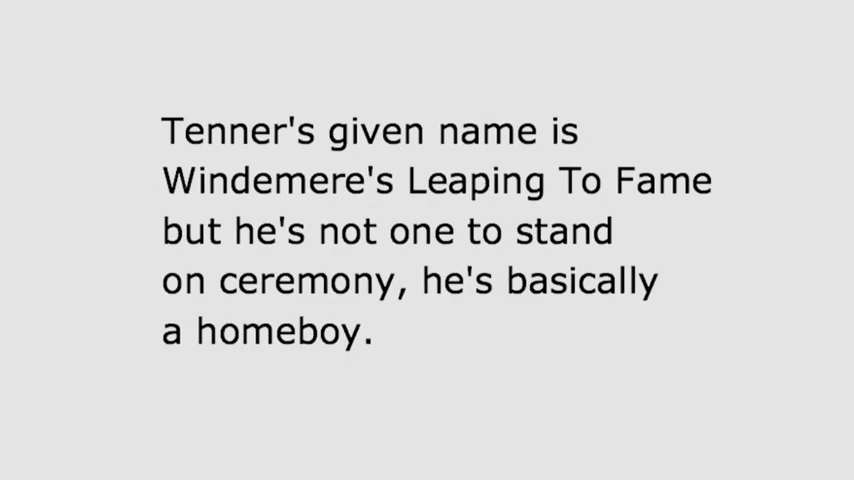 Tenner's given name is
Windemere's Leaping To Fame
but he's not one to stand
on ceremony, he's basically
a homeboy.